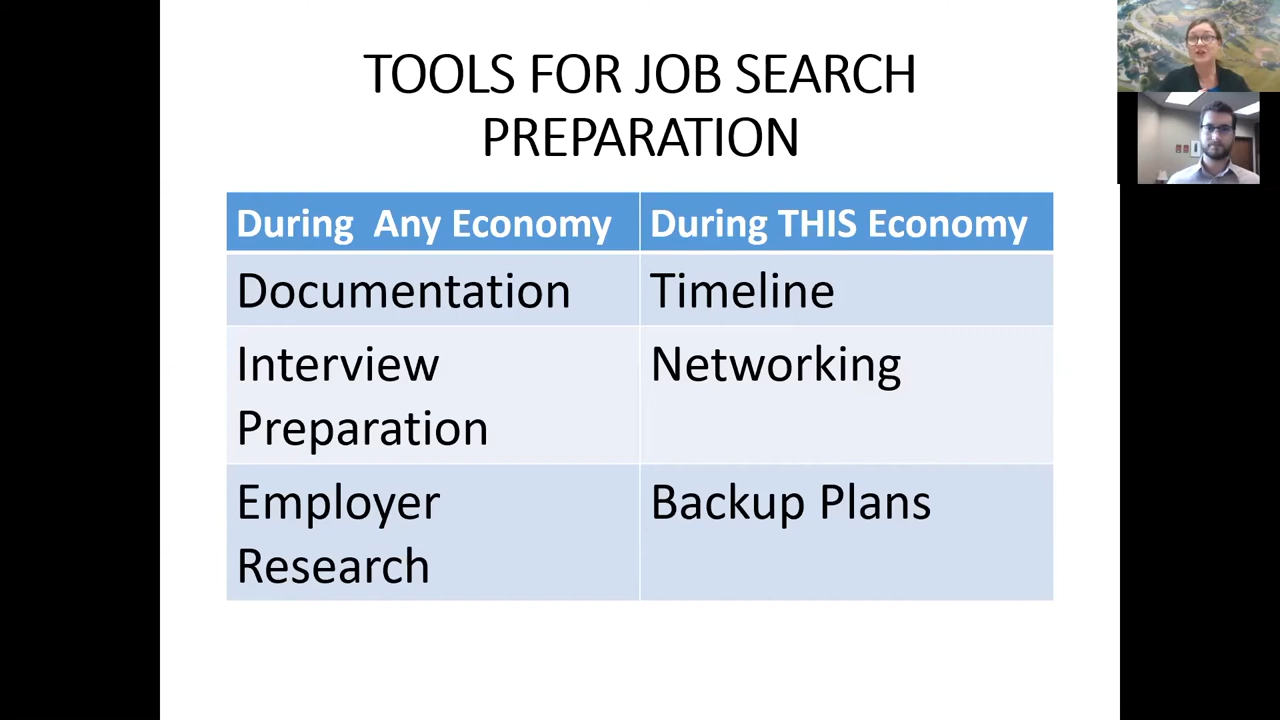 TOOLS FOR JOB SEARCH
PREPARATION
During  Any Economy
During THIS Economy
Documentation
Timeline
Interview
Preparation
Networking
Employer
Research
Backup Plans